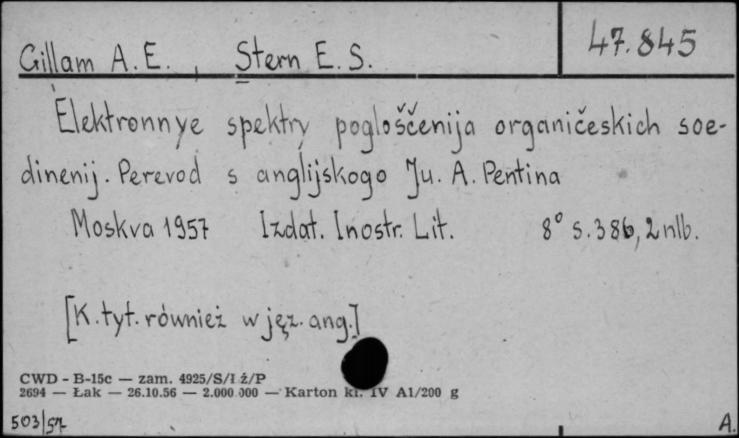 Gillam A. E., Stern E. S. 47.845
Elektronnye spektry pogloščenija organičeskich soe-
dinenij. Perevod s anglijskogo Ju. A. Pentina
Moskva 1957 Izdat. Inostr. Lit. 8° s. 386, 2 nlb.
[K. tyt. również w jęz. ang.]
CWD - B-15c — zam. 4925/S/I ż/P
2694 — Łak — 26.10.56 — 2.000.000 — Karton kl. IV A1/200 g
503/57 A.